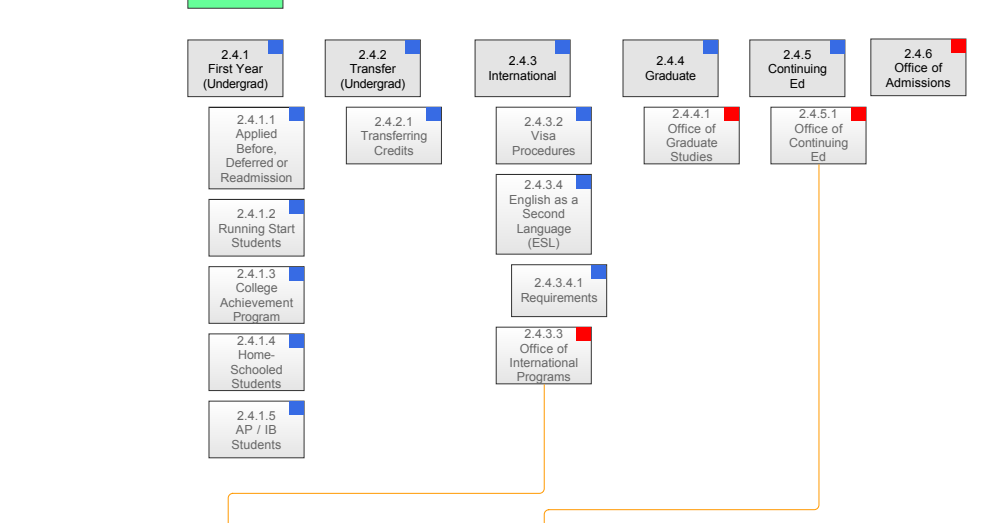 2.4.1
First Year
(Undergrad)
2.4.2
Transfer
(Undergrad)
2.4.3
International
2.4.4
Graduate
2.4.5
Continuing
Ed
2.4.6
Office of
Admissions
2.4.1.1
Applied
Before,
Deferred or
Readmission
2.4.1.2
Running Start
Students
2.4.1.3
College
Achievement
Program
2.4.1.4
Home-
Schooled
Students
2.4.1.5
AP / IB
Students
2.4.2.1
Transferring
Credits
2.4.3.2
Visa
Procedures
2.4.3.4
English as a
Second
Language
(ESL)
2.4.3.4.1
Requirements
2.4.3.3
Office of
International
Programs
2.4.4.1
Office of
Graduate
Studies
2.4.5.1
Office of
Continuing
Ed